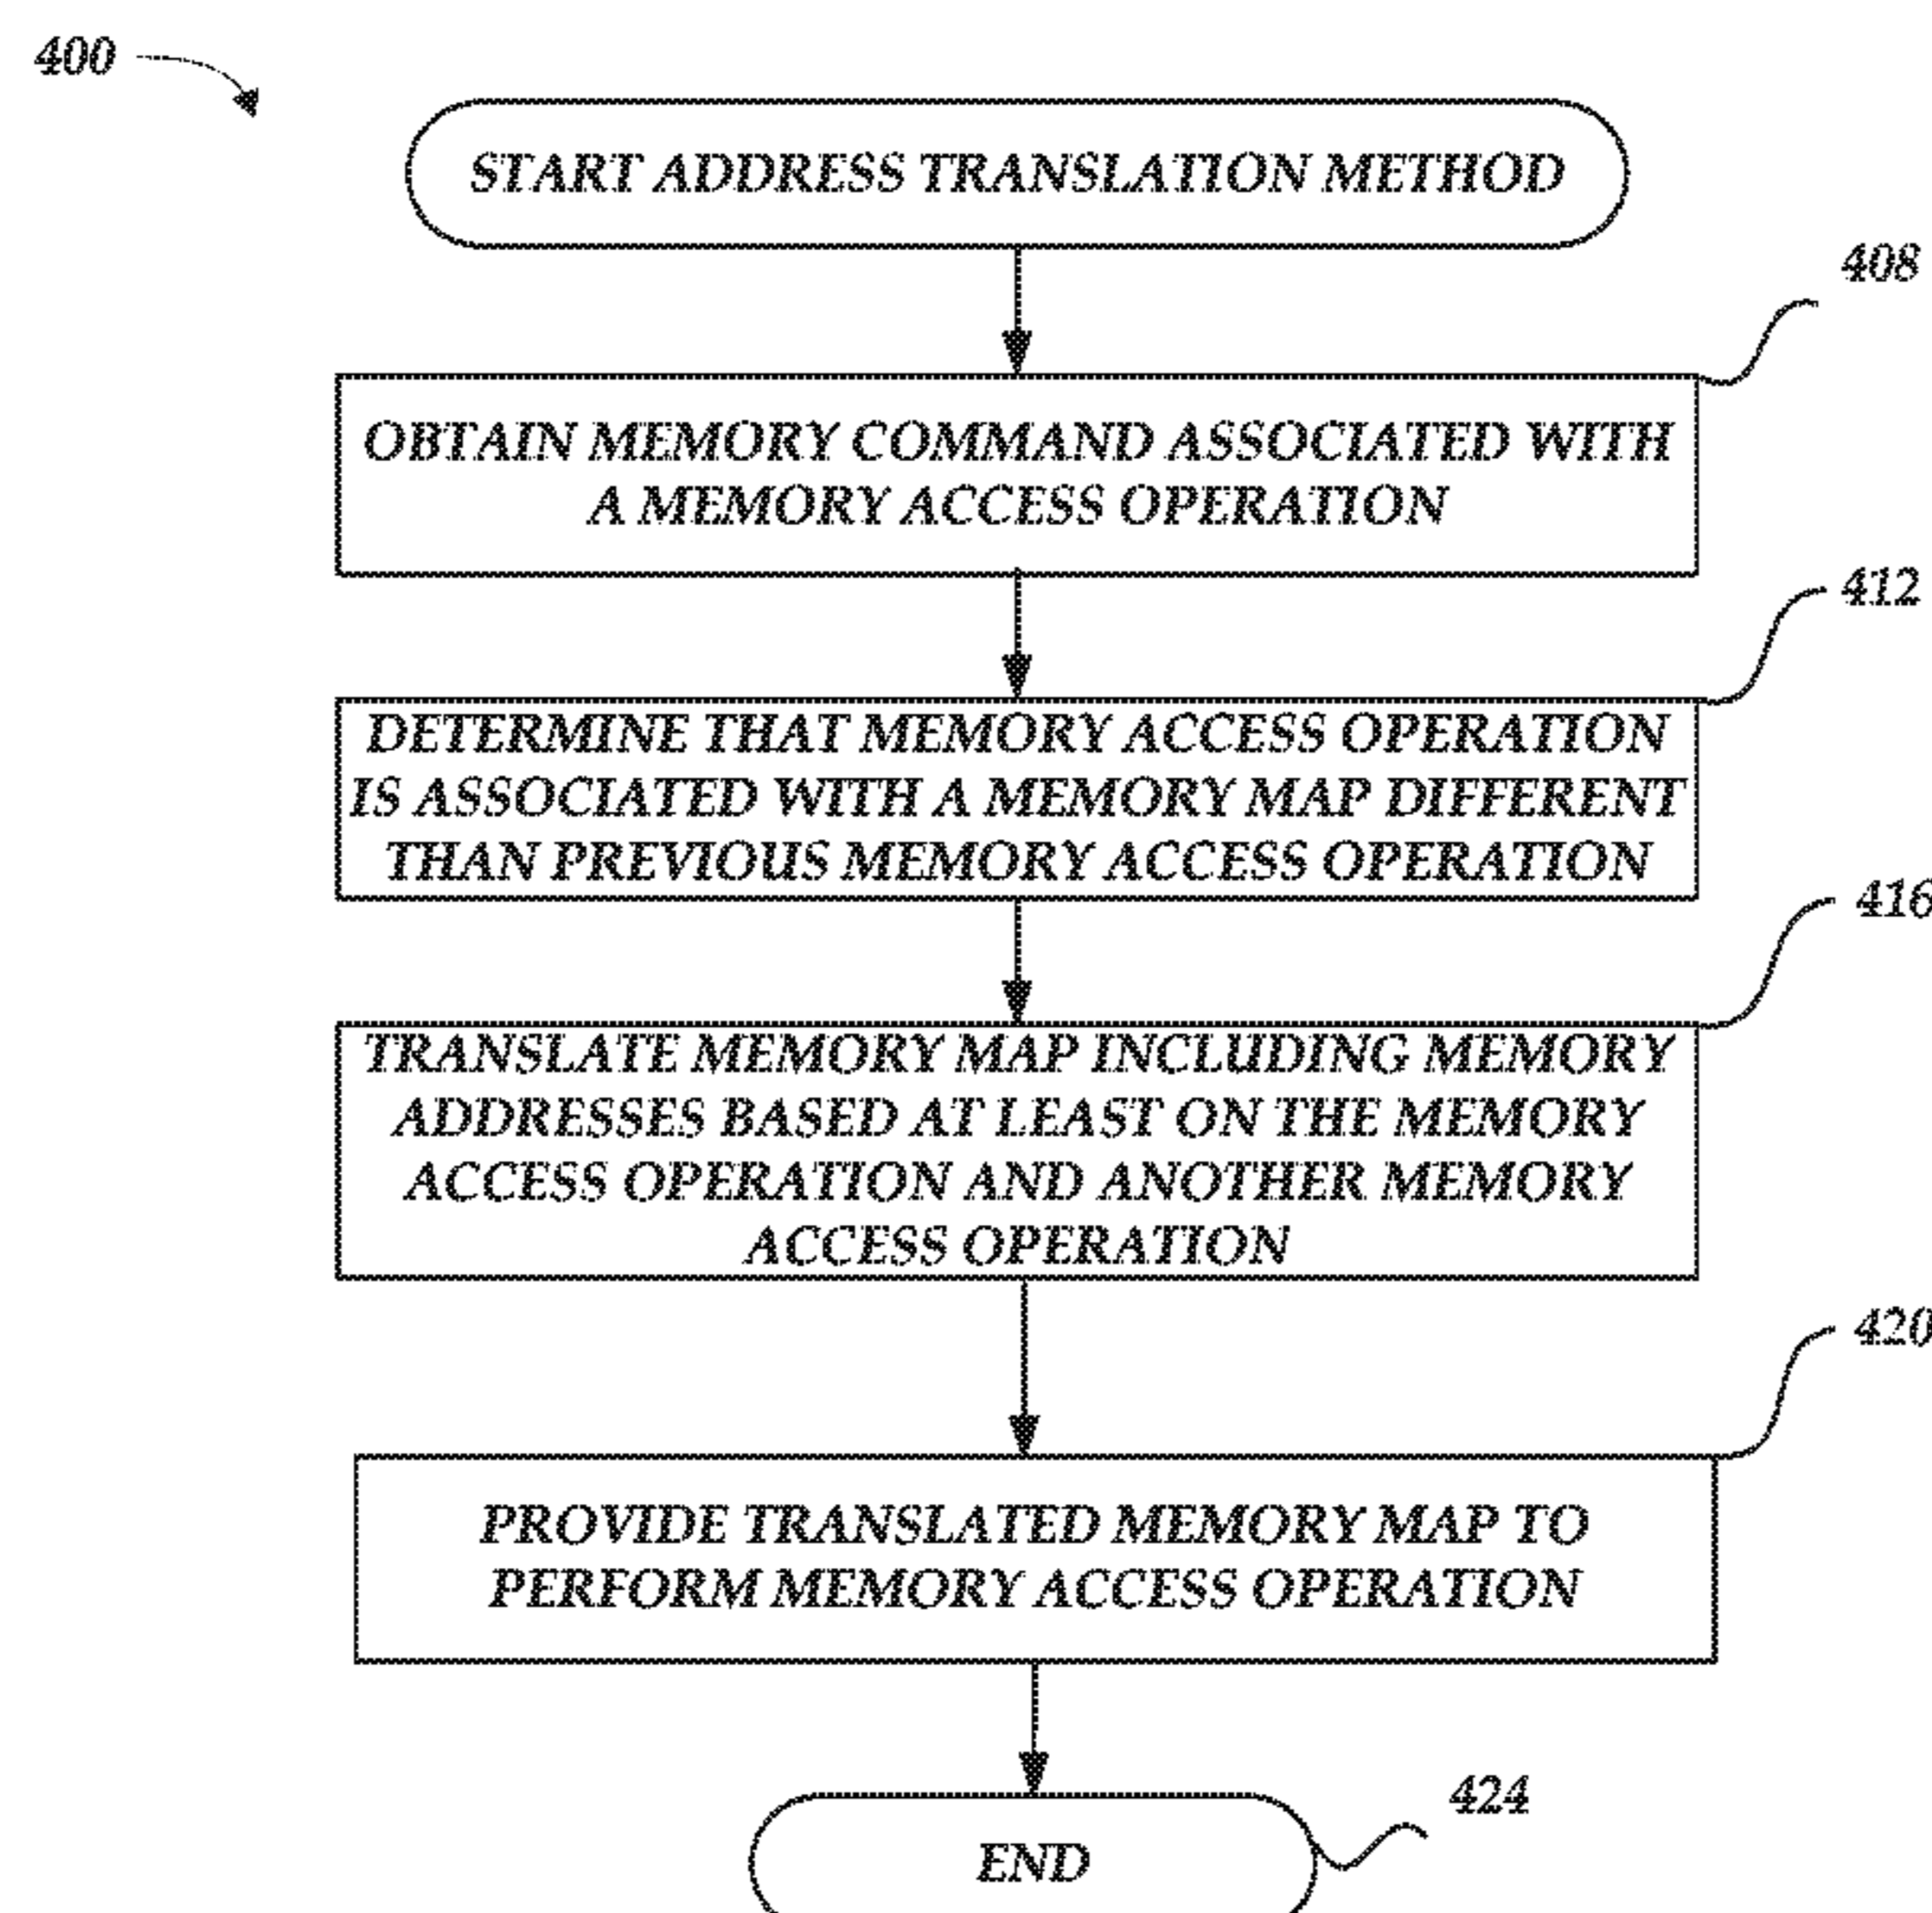 400
START ADDRESS TRANSLATION METHOD
408
OBTAIN MEMORY COMMAND ASSOCIATED WITH
A MEMORY ACCESS OPERATION
412
DETERMINE THAT MEMORY ACCESS OPERATION
IS ASSOCIATED WITH A MEMORY MAP DIFFERENT
THAN PREVIOUS MEMORY ACCESS OPERATION
416
TRANSLATE MEMORY MAP INCLUDING MEMORY
ADDRESSES BASED AT LEAST ON THE MEMORY
ACCESS OPERATION AND ANOTHER MEMORY
ACCESS OPERATION
420
PROVIDE TRANSLATED MEMORY MAP TO
PERFORM MEMORY ACCESS OPERATION
424
END